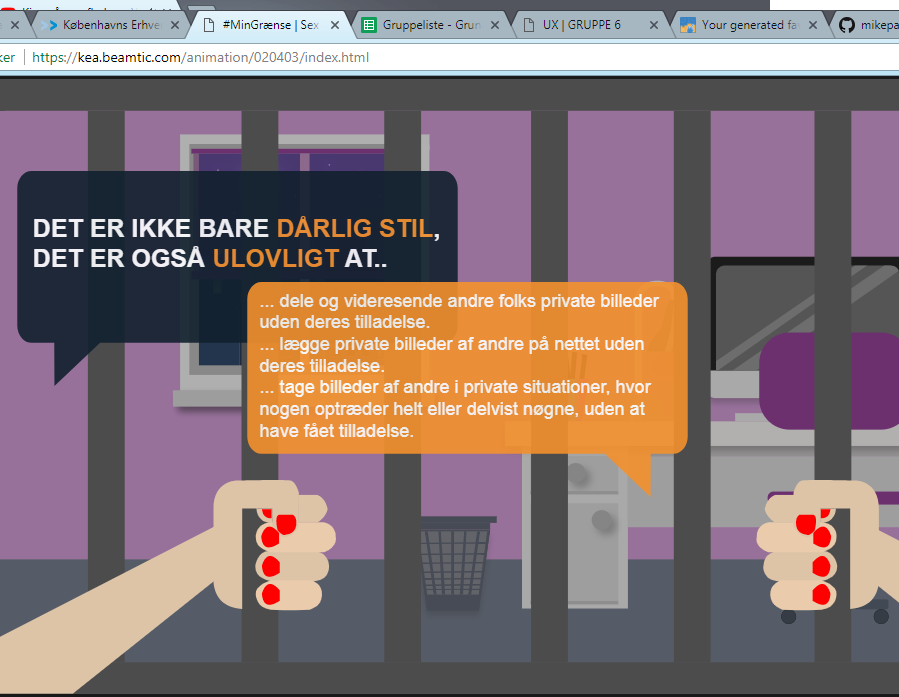 Københavns Erhve
#MinGrænse | Sex
Gruppeliste - Grun
UX | GRUPPE 6
Your generated fa
mikepa
ker
https://kea.beamtic.com/animation/020403/index.html
DET ER IKKE BARE DÅRLIG STIL,
DET ER OGSÅ ULOVLIGT AT..
... dele og videresende andre folks private billeder
uden deres tilladelse.
... lægge private billeder af andre på nettet uden
deres tilladelse.
... tage billeder af andre i private situationer, hvor
nogen optræder helt eller delvist nøgne, uden at
have fået tilladelse.